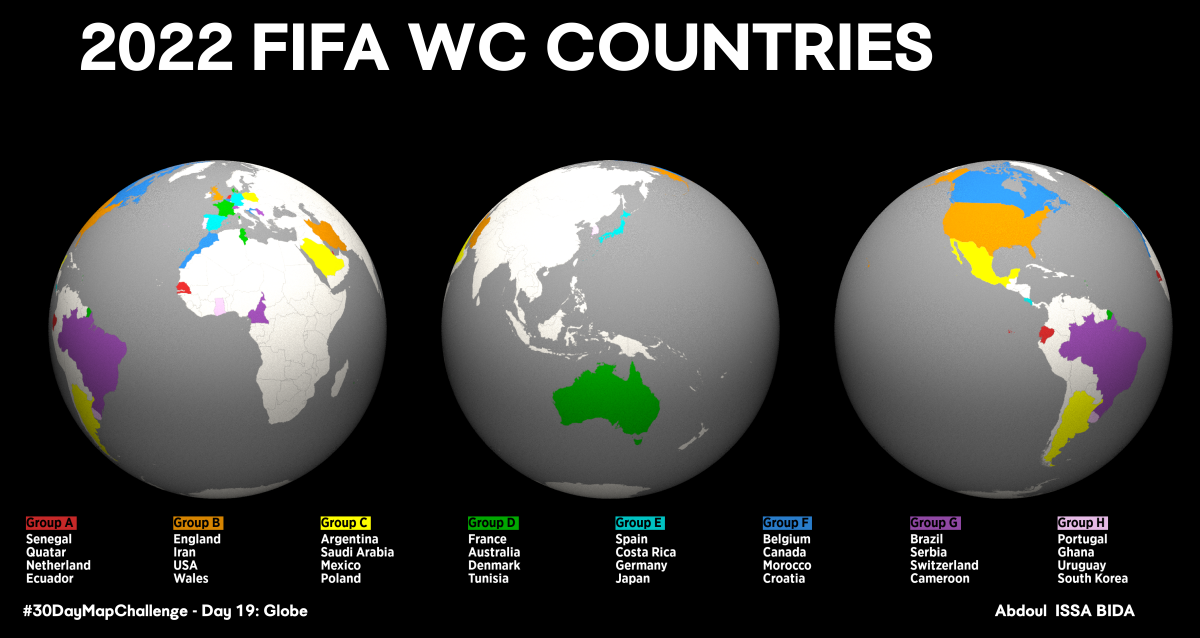 2022 FIFA WC COUNTRIES
Group A
Senegal
Quatar
Netherland
Ecuador
Group B
England
Iran
USA
Wales
Group C
Argentina
Saudi Arabia
Mexico
Poland
Group D
France
Australia
Denmark
Tunisia
Group E
Spain
Costa Rica
Germany
Japan
Group F
Belgium
Canada
Morocco
Croatia
Group G
Brazil
Serbia
Switzerland
Cameroon
Group H
Portugal
Ghana
Uruguay
South Korea
#30DayMapChallenge - Day 19: Globe
Abdoul ISSA BIDA